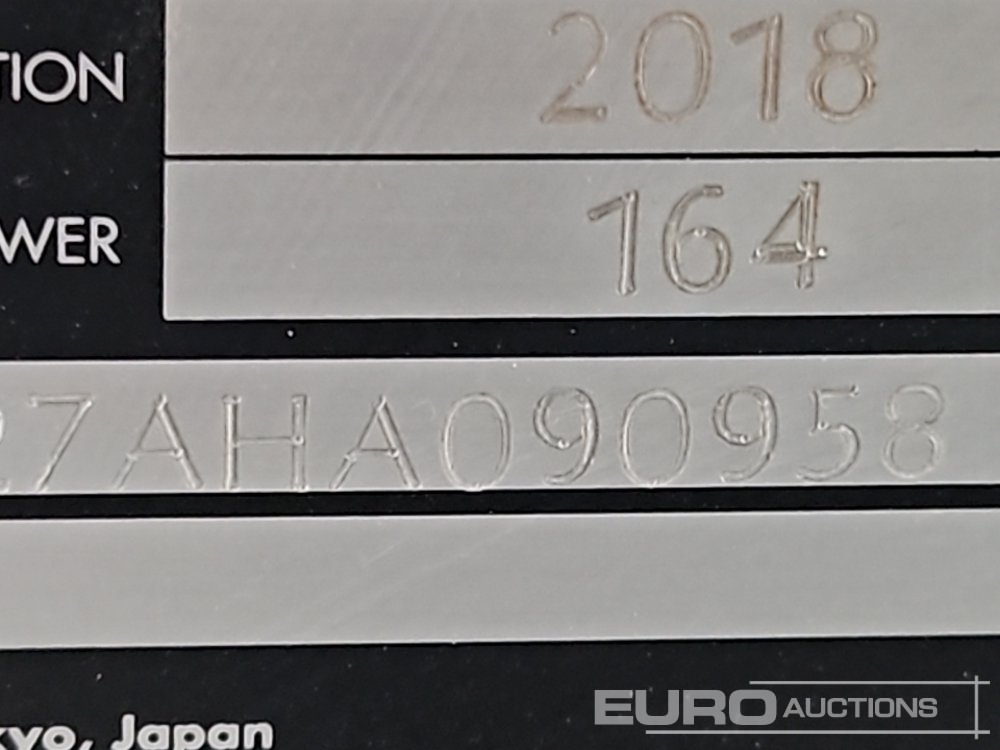 TION 2018
WER 164
27AHA090958
kyo, Japan
EURO AUCTIONS